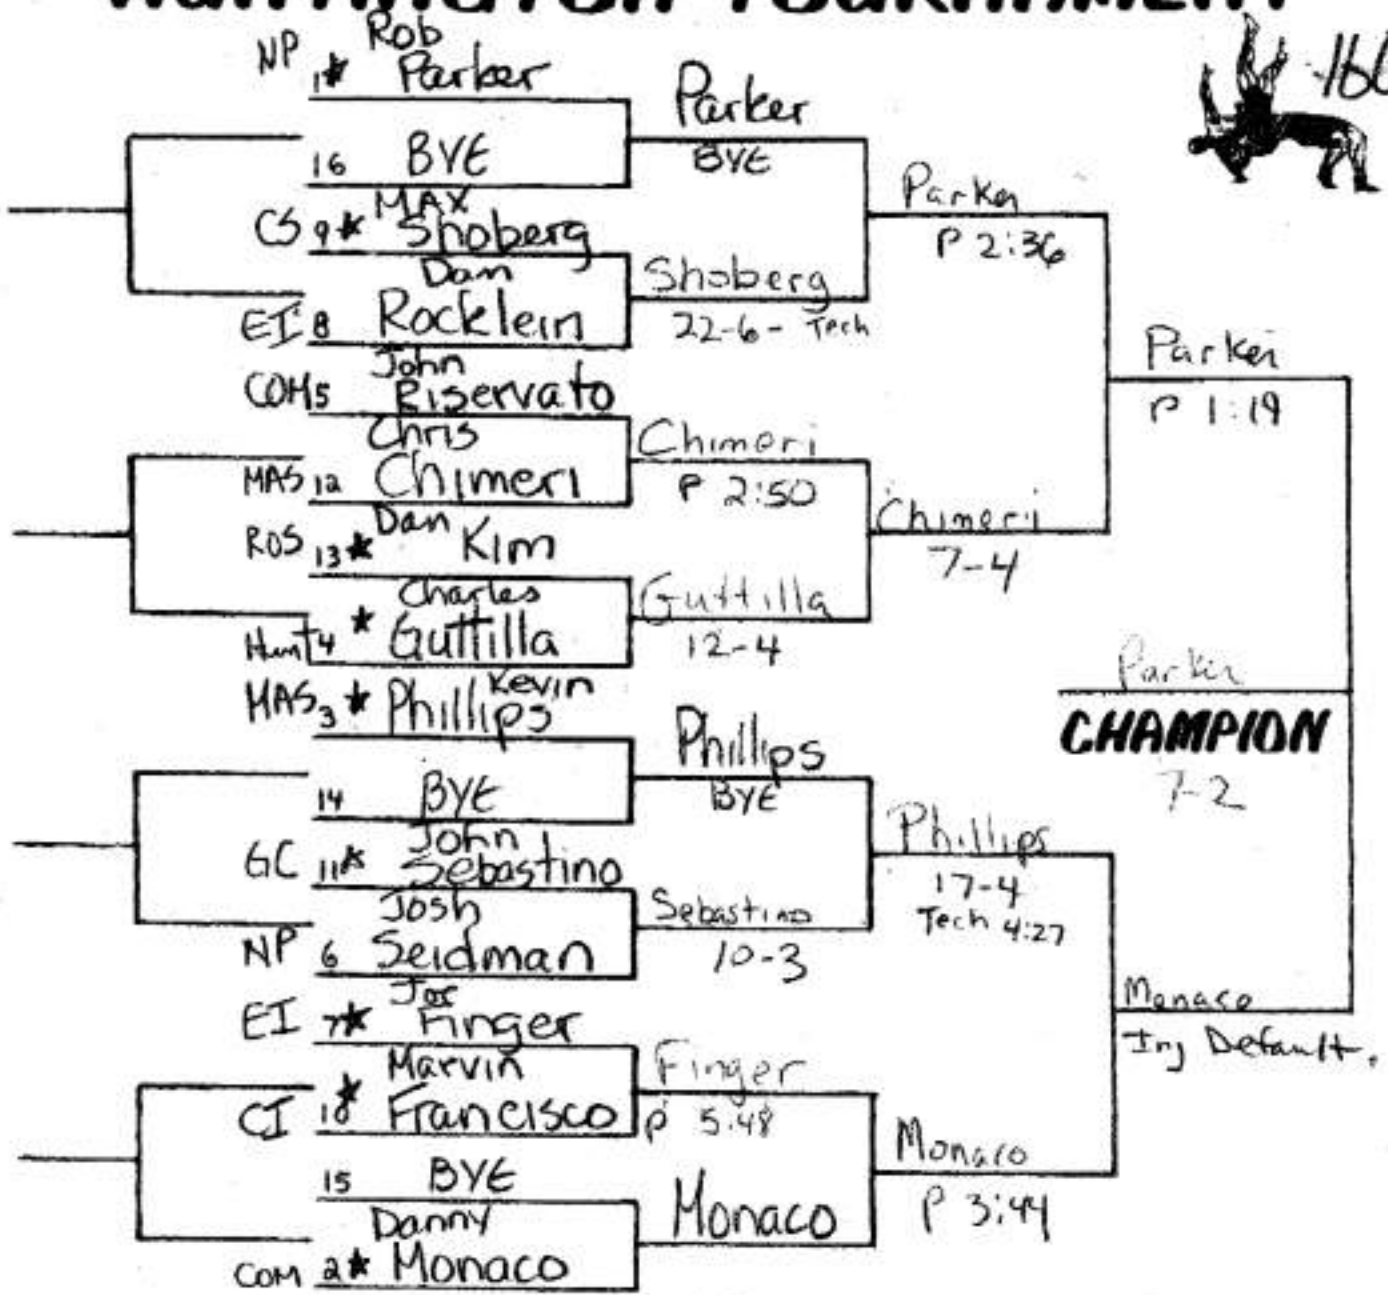 HUNTINGTON TOURNAMENT
NP Rob
1* Parker
16 BYE
Parker
BYE
CS 9* MAX
Shoberg
EI 8 Dan
Rocklein
Shoberg
22-6- Tech
Parker
P 2:36
COM 5 John
Riservato
MAS 12 Chris
Chimeri
Chimeri
P 2:50
ROS 13* Dan Kim
Hunt 4 * Charles
Guttilla
Guttilla
12-4
Chimeri
7-4
Parker
P 1:19
MAS 3 * Kevin
Phillips
14 BYE
Phillips
BYE
GC 11* John
Sebastino
NP 6 Josh
Seidman
Sebastino
10-3
Phillips
17-4
Tech 4:27
EI 7* Joe
Finger
CI 10 * Marvin
Francisco
Finger
P 5:48
15 BYE
COM 2* Danny
Monaco
Monaco
Monaco
P 3:44
Monaco
Inj Default.
Parker
CHAMPION
7-2